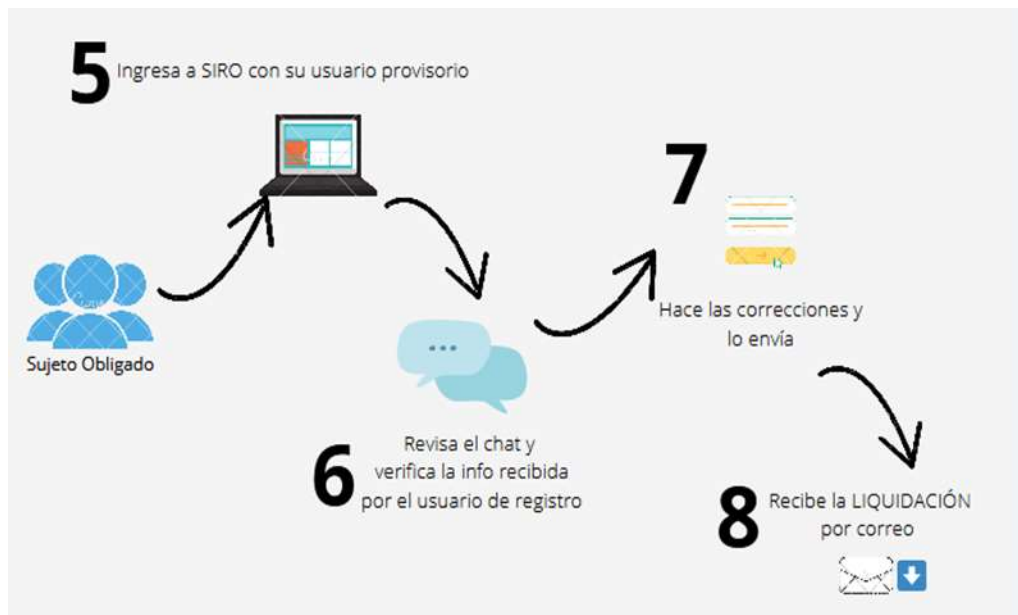 5
Ingresa a SIRO con su usuario provisorio
Sujeto Obligado
6
Revisa el chat y
verifica la info recibida
por el usuario de registro
7
Hace las correcciones y
lo envía
8
Recibe la LIQUIDACIÓN
por correo